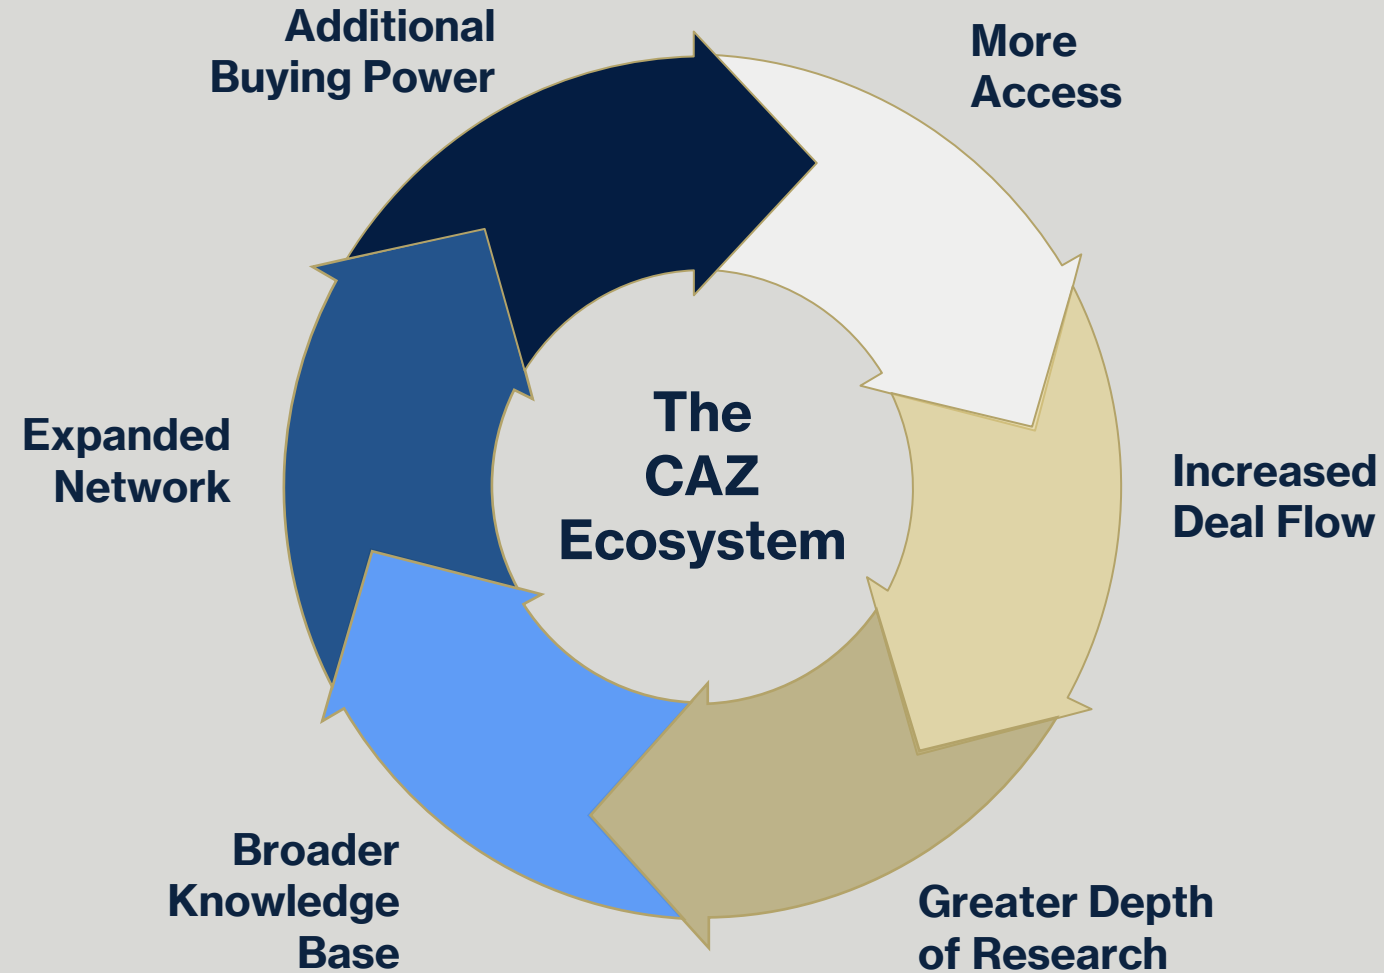 Additional
Buying Power
More
Access
The
CAZ
Ecosystem
Expanded
Network
Increased
Deal Flow
Broader
Knowledge
Base
Greater Depth
of Research